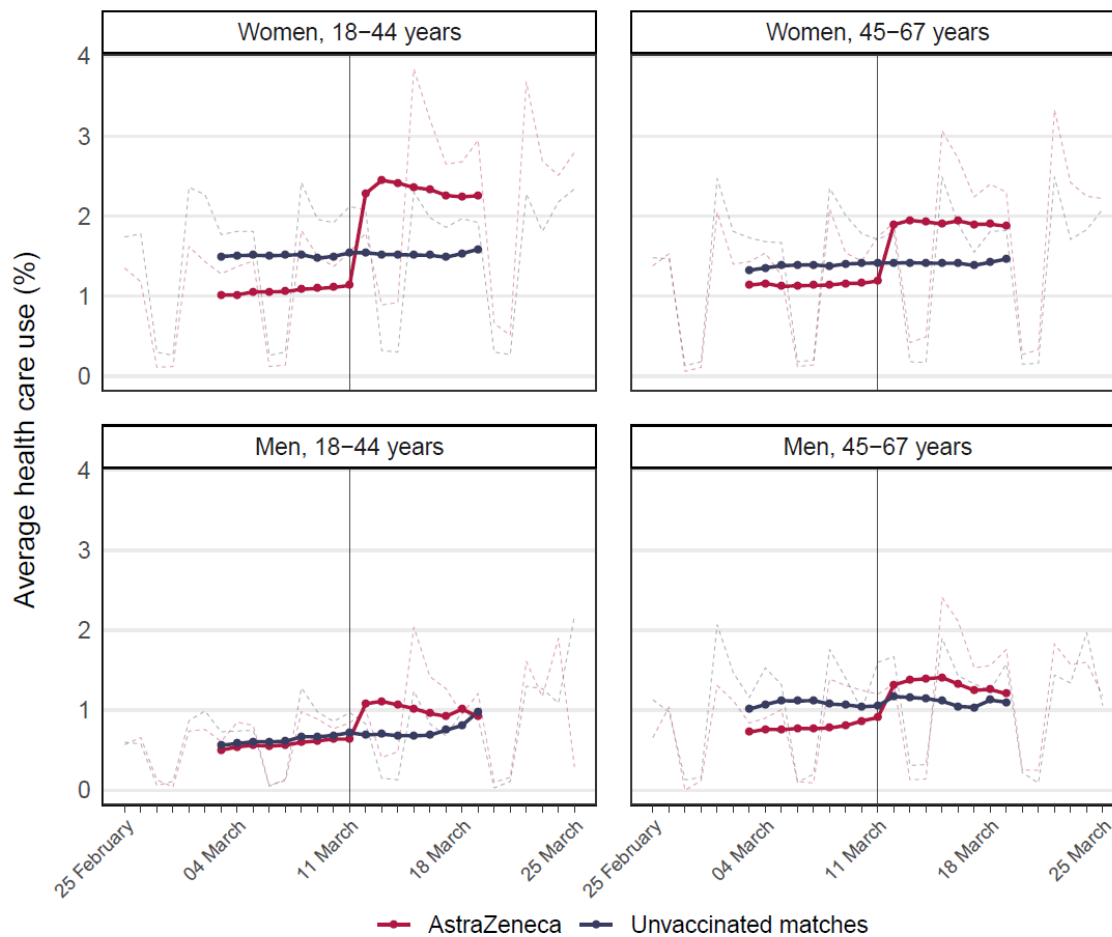 Women, 18−44 years
Women, 45−67 years
4
3
2
1
0
Men, 18−44 years
Men, 45−67 years
4
3
2
1
0
Average health care use (%)
25 February
04 March
11 March
18 March
25 March
25 February
04 March
11 March
18 March
25 March
AstraZeneca
Unvaccinated matches